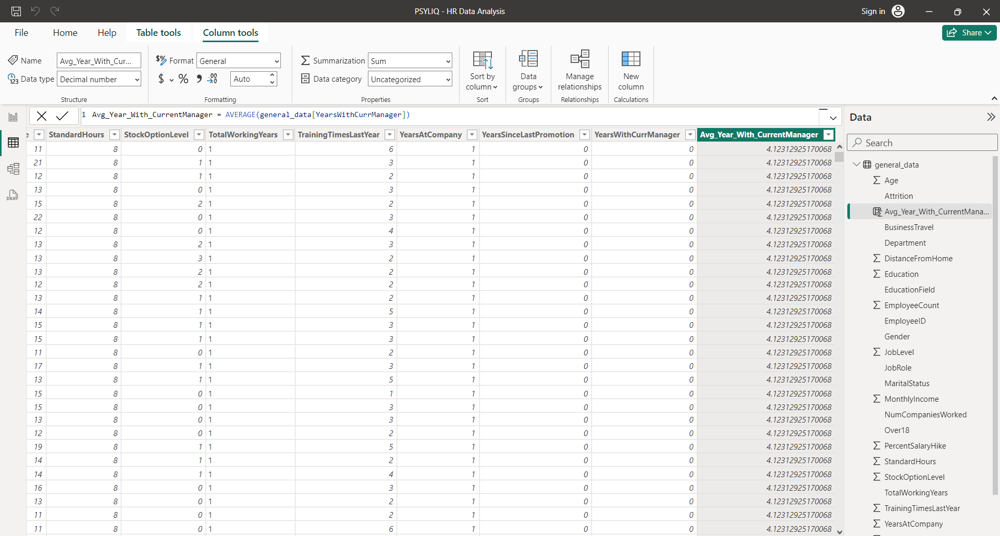 PSYLIQ - HR Data Analysis
Sign in
File Home Help Table tools Column tools
Share
Name Avg_Year_With_Cur...
Data type Decimal number
Structure
Format General
$ % Auto
Formatting
Summarization Sum
Data category Uncategorized
Properties
Sort by
column
Sort
Data
groups
Groups
Manage
relationships
Relationships
New
column
Calculations
1 Avg_Year_With_CurrentManager = AVERAGE(general_data[YearsWithCurrManager])
StandardHours StockOptionLevel TotalWorkingYears TrainingTimesLastYear YearsAtCompany YearsSinceLastPromotion YearsWithCurrManager Avg_Year_With_CurrentManager
11 8 0 1 6 1 0 0 4.12312925170068
21 8 1 1 3 1 0 0 4.12312925170068
12 8 1 1 2 1 0 0 4.12312925170068
13 8 0 1 3 1 0 0 4.12312925170068
15 8 2 1 2 1 0 0 4.12312925170068
22 8 0 1 3 1 0 0 4.12312925170068
12 8 0 1 4 1 0 0 4.12312925170068
13 8 2 1 3 1 0 0 4.12312925170068
13 8 3 1 2 1 0 0 4.12312925170068
13 8 2 1 2 1 0 0 4.12312925170068
12 8 2 1 2 1 0 0 4.12312925170068
13 8 1 1 2 1 0 0 4.12312925170068
14 8 1 1 5 1 0 0 4.12312925170068
15 8 1 1 3 1 0 0 4.12312925170068
15 8 1 1 3 1 0 0 4.12312925170068
11 8 0 1 2 1 0 0 4.12312925170068
17 8 1 1 3 1 0 0 4.12312925170068
13 8 1 1 5 1 0 0 4.12312925170068
15 8 0 1 1 1 0 0 4.12312925170068
15 8 0 1 3 1 0 0 4.12312925170068
13 8 0 1 3 1 0 0 4.12312925170068
12 8 0 1 2 1 0 0 4.12312925170068
19 8 1 1 5 1 0 0 4.12312925170068
14 8 1 1 2 1 0 0 4.12312925170068
14 8 1 1 4 1 0 0 4.12312925170068
16 8 0 1 3 1 0 0 4.12312925170068
13 8 0 1 2 1 0 0 4.12312925170068
11 8 0 1 2 1 0 0 4.12312925170068
11 8 0 1 6 1 0 0 4.12312925170068
Data
Search
general_data
Age
Attrition
Avg_Year_With_CurrentMana...
BusinessTravel
Department
DistanceFromHome
Education
EducationField
EmployeeCount
EmployeeID
Gender
JobLevel
JobRole
MaritalStatus
MonthlyIncome
NumCompaniesWorked
Over18
PercentSalaryHike
StandardHours
StockOptionLevel
TotalWorkingYears
TrainingTimesLastYear
YearsAtCompany